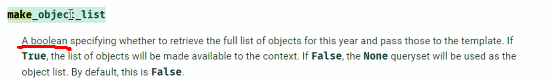 make_object_list
A boolean specifying whether to retrieve the full list of objects for this year and pass those to the template. If
True, the list of objects will be made available to the context. If False, the None queryset will be used as the
object list. By default, this is False.